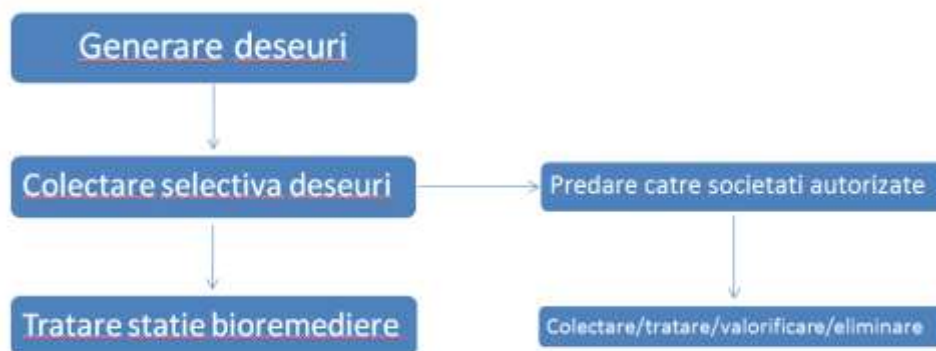 Generare deseuri
Colectare selectiva deseuri
Predare catre societati autorizate
Tratare statie bioremediere
Colectare/tratare/valorificare/eliminare